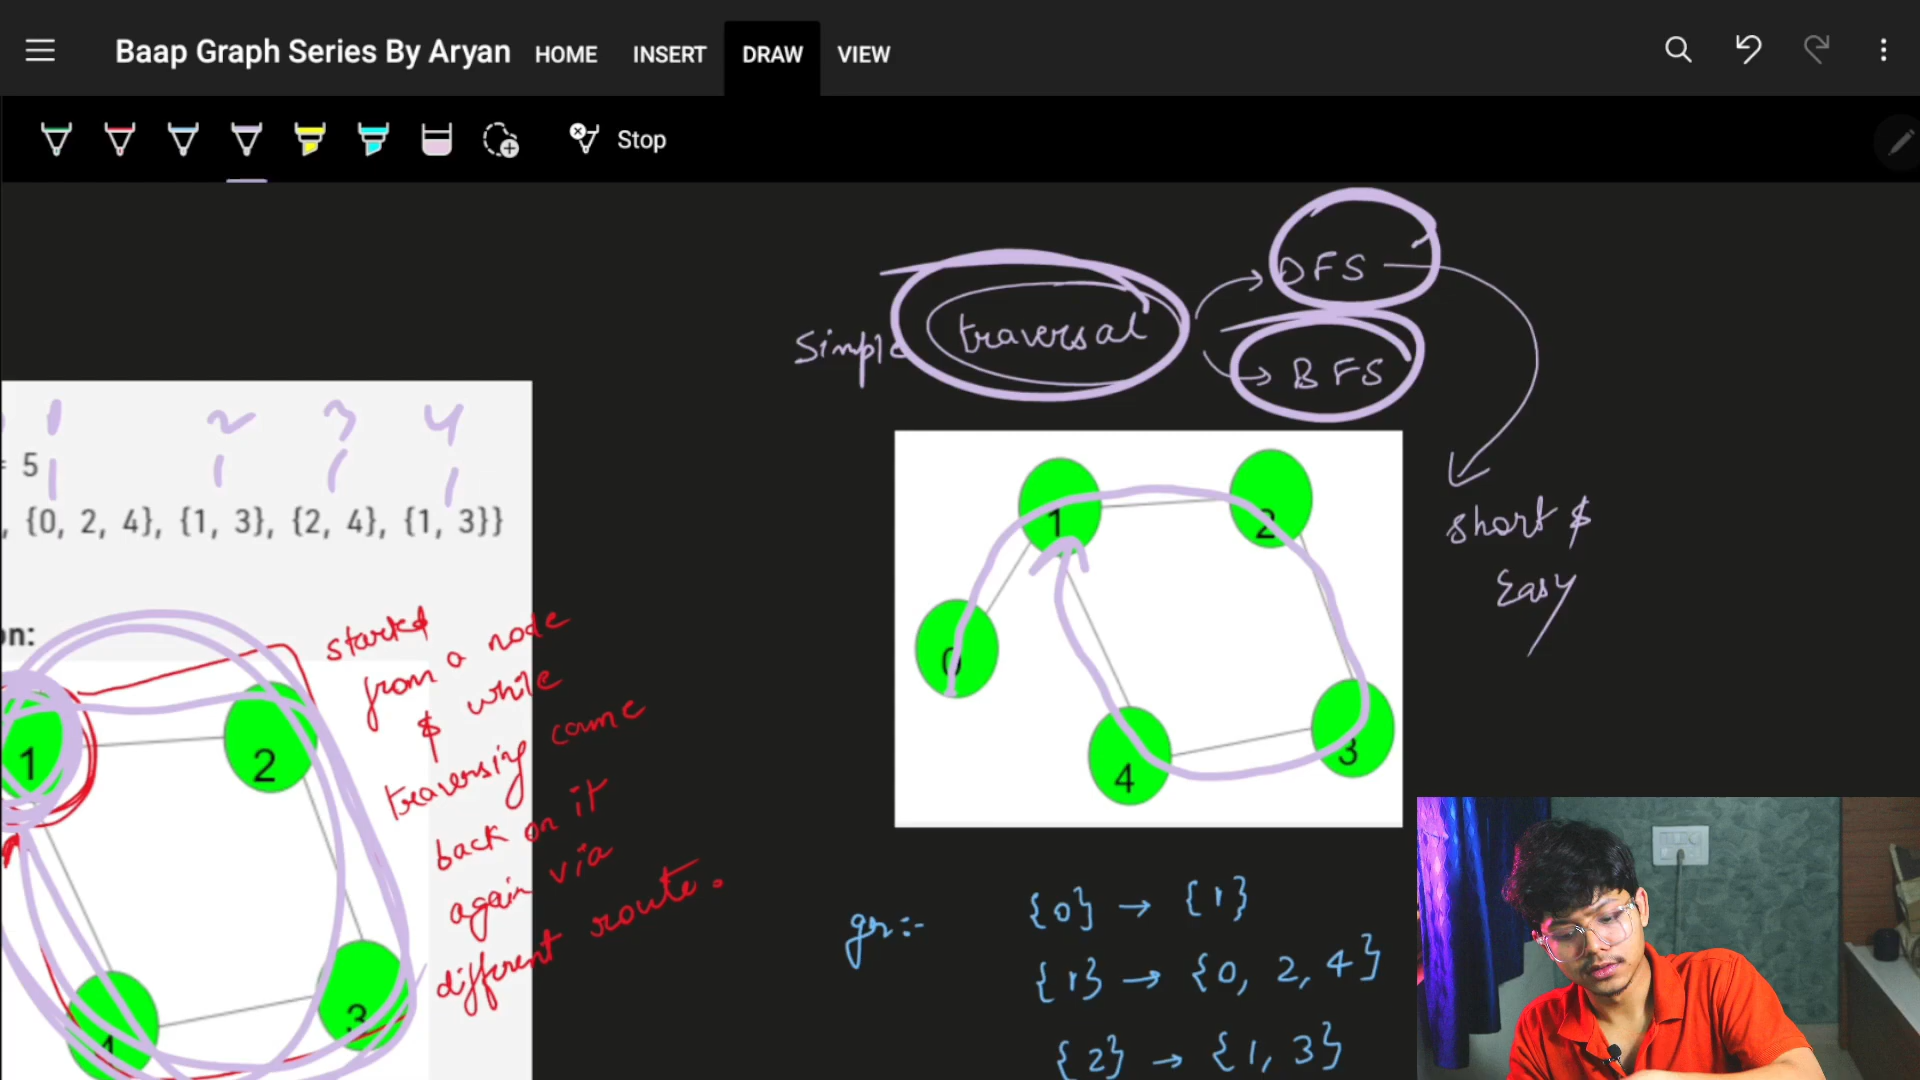 Baap Graph Series By Aryan HOME INSERT DRAW VIEW
Stop
1 2 3 4
= 5
, {0, 2, 4}, {1, 3}, {2, 4}, {1, 3}}
on:
1
2
3
4
started
from a node
$ while
traversing came
back on it
again via
different route.
Simple traversal
DFS
BFS
short $
Easy
1
2
0
4
3
gr:-
{0} → {1}
{1} → {0, 2, 4}
{2} → {1, 3}